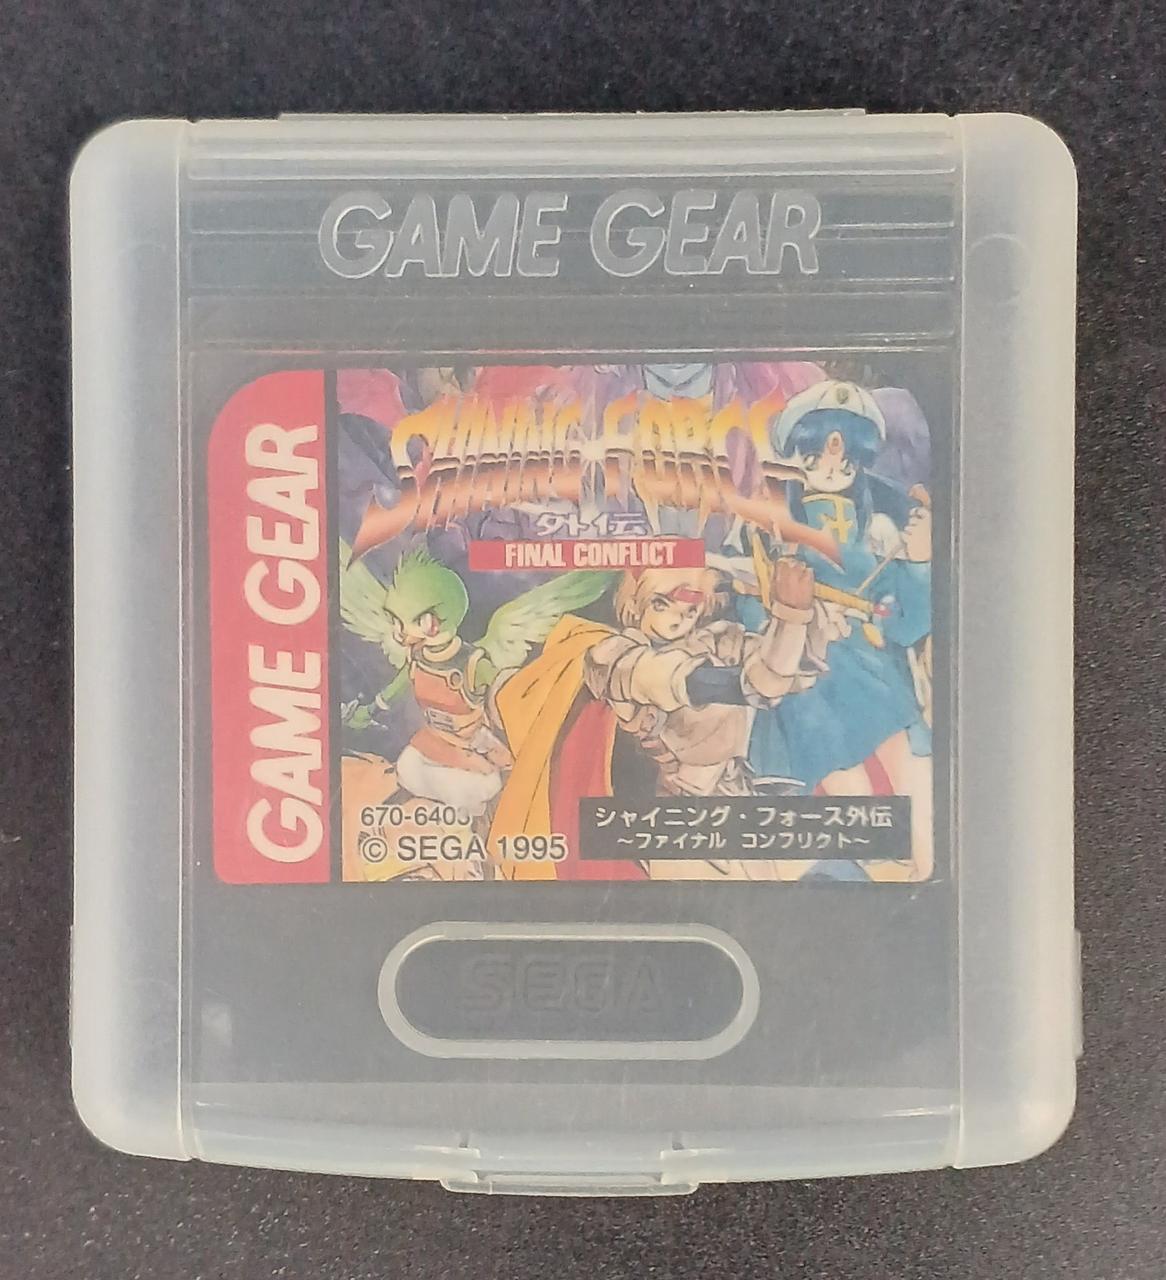 GAME GEAR
GAME GEAR
SHINING FORCE
外伝
FINAL CONFLICT
670-6403
© SEGA 1995
シャイニング・フォース外伝
~ファイナル コンフリクト~
SEGA